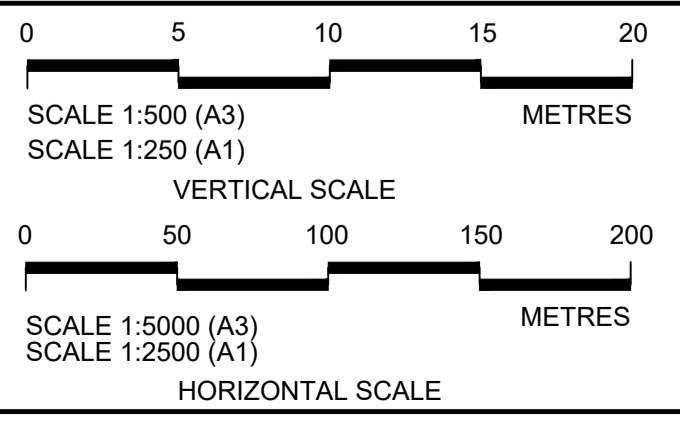 0 5 10 15 20
SCALE 1:500 (A3) METRES
SCALE 1:250 (A1)
VERTICAL SCALE
0 50 100 150 200
SCALE 1:5000 (A3) METRES
SCALE 1:2500 (A1)
HORIZONTAL SCALE